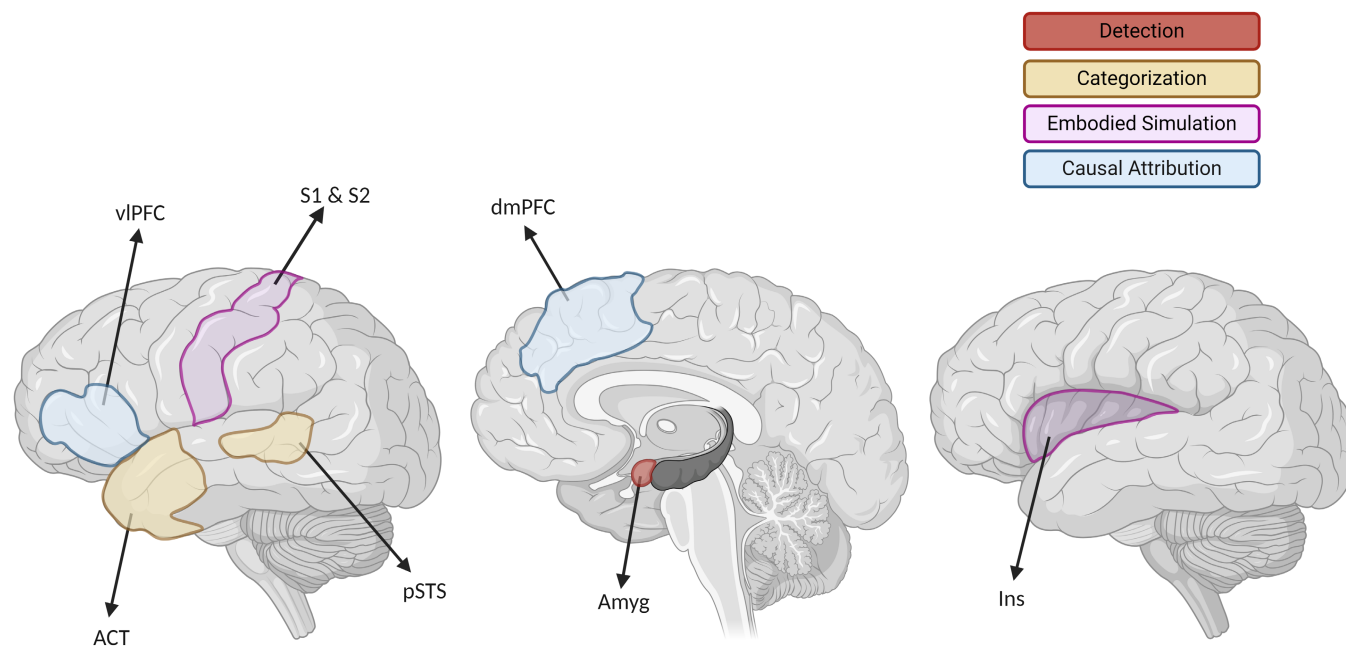 Detection
Categorization
Embodied Simulation
Causal Attribution
S1 & S2
vlPFC
dmPFC
pSTS
Amyg
Ins
ACT